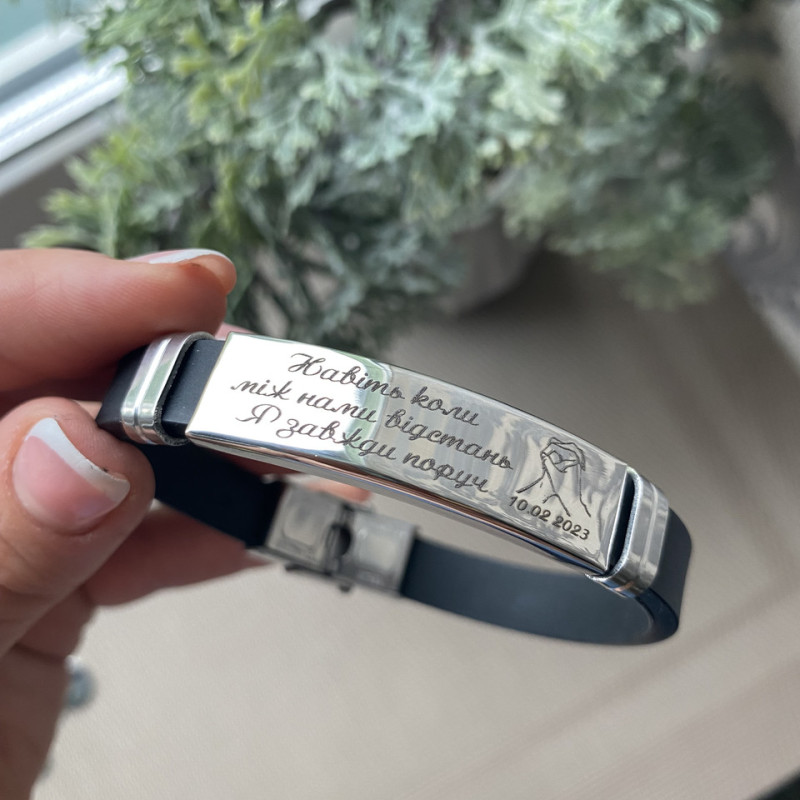 Навіть коли
між нами відстань
Я завжди поруч
10.02 2023